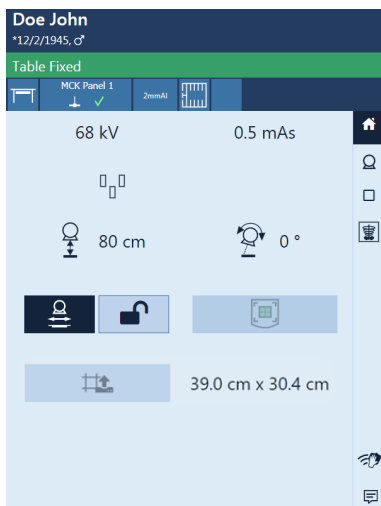 Doe John
*12/2/1945, ♂
Table Fixed
MCK Panel 1
2mmAl
68 kV
0.5 mAs
80 cm
0 °
39.0 cm x 30.4 cm